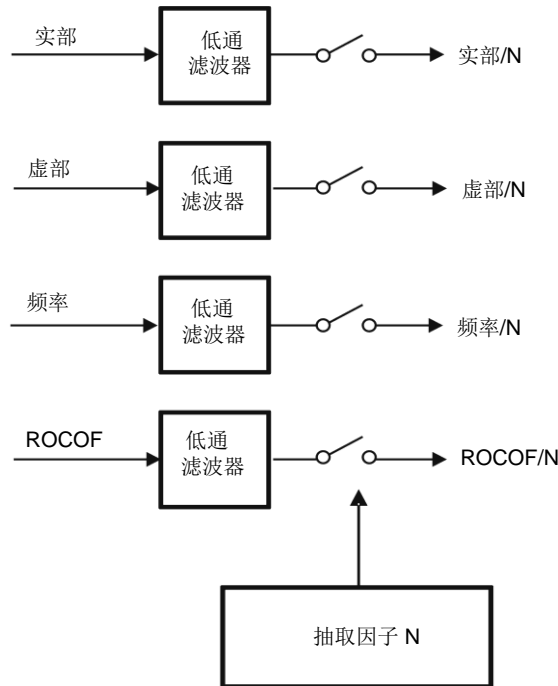 实部
低通
滤波器
实部/N
虚部
低通
滤波器
虚部/N
频率
低通
滤波器
频率/N
ROCOF
低通
滤波器
ROCOF/N
抽取因子 N